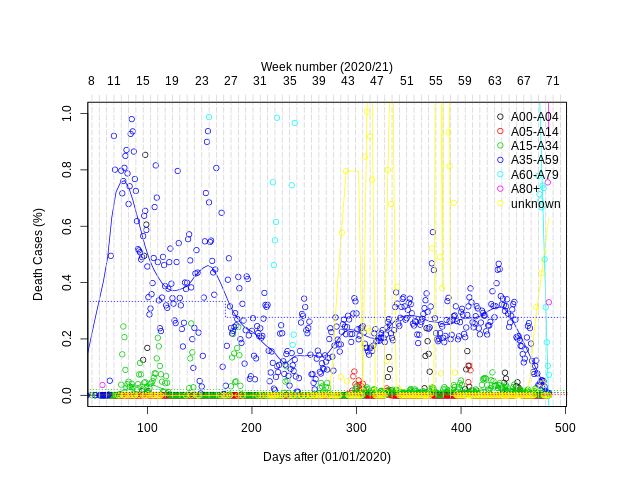 Week number (2020/21)
8 11 15 19 23 27 31 35 39 43 47 51 55 59 63 67 71
1.0
0.8
0.6
0.4
0.2
0.0
Death Cases (%)
A00-A04
A05-A14
A15-A34
A35-A59
A60-A79
A80+
unknown
100 200 300 400 500
Days after (01/01/2020)